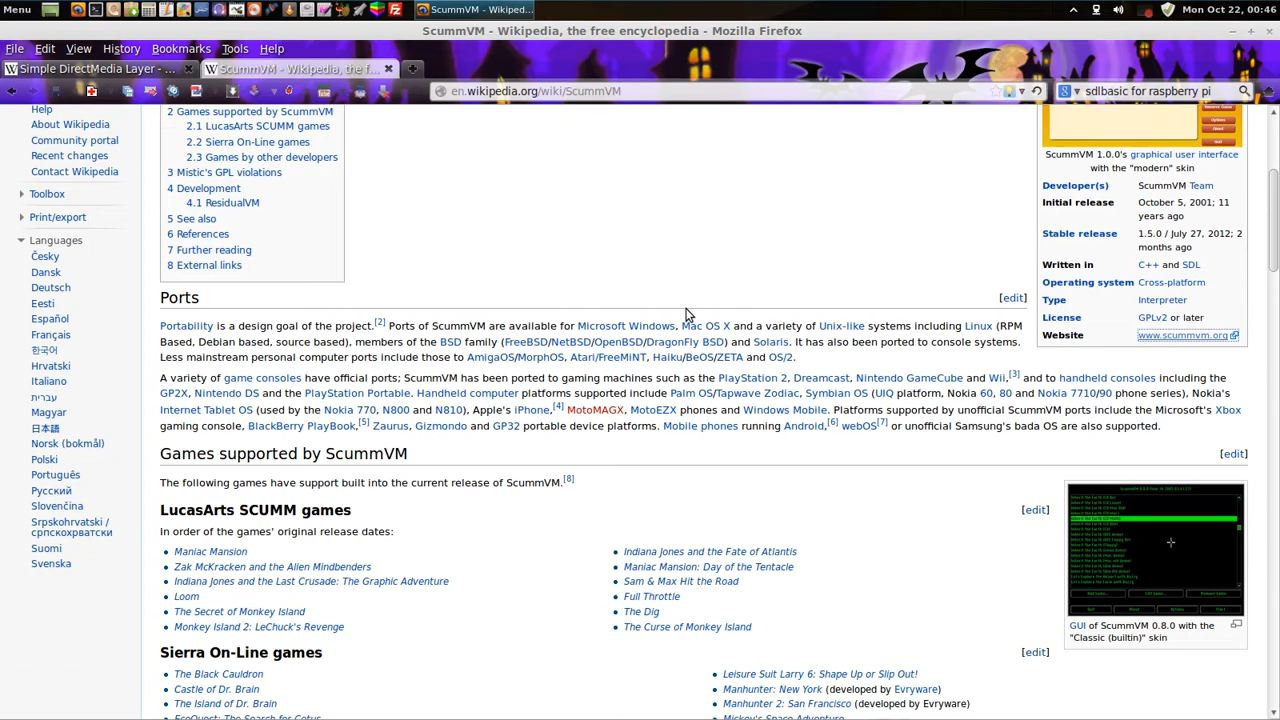 Menu
ScummVM - Wikiped...
Mon Oct 22, 00:46
ScummVM - Wikipedia, the free encyclopedia - Mozilla Firefox
File Edit View History Bookmarks Tools Help
Simple DirectMedia Layer - ...
ScummVM - Wikipedia, the f...
en.wikipedia.org/wiki/ScummVM
sdlbasic for raspberry pi
Help
About Wikipedia
Community portal
Recent changes
Contact Wikipedia
Toolbox
Print/export
Languages
Česky
Dansk
Deutsch
Eesti
Español
Français
한국어
Hrvatski
Italiano
עברית
Magyar
日本語
Norsk (bokmål)
Polski
Português
Русский
Slovenčina
Srpskohrvatski /
српскохрватски
Suomi
Svenska
2 Games supported by ScummVM
2.1 LucasArts SCUMM games
2.2 Sierra On-Line games
2.3 Games by other developers
3 Mistic's GPL violations
4 Development
4.1 ResidualVM
5 See also
6 References
7 Further reading
8 External links
Options
About
Quit
ScummVM 1.0.0's graphical user interface
with the "modern" skin
Developer(s) ScummVM Team
Initial release October 5, 2001; 11
years ago
Stable release 1.5.0 / July 27, 2012; 2
months ago
Written in C++ and SDL
Operating system Cross-platform
Type Interpreter
License GPLv2 or later
Website www.scummvm.org
Ports [edit]
Portability is a design goal of the project.[2] Ports of ScummVM are available for Microsoft Windows, Mac OS X and a variety of Unix-like systems including Linux (RPM
Based, Debian based, source based), members of the BSD family (FreeBSD/NetBSD/OpenBSD/DragonFly BSD) and Solaris. It has also been ported to console systems.
Less mainstream personal computer ports include those to AmigaOS/MorphOS, Atari/FreeMiNT, Haiku/BeOS/ZETA and OS/2.
A variety of game consoles have official ports; ScummVM has been ported to gaming machines such as the PlayStation 2, Dreamcast, Nintendo GameCube and Wii,[3] and to handheld consoles including the
GP2X, Nintendo DS and the PlayStation Portable. Handheld computer platforms supported include Palm OS/Tapwave Zodiac, Symbian OS (UIQ platform, Nokia 60, 80 and Nokia 7710/90 phone series), Nokia's
Internet Tablet OS (used by the Nokia 770, N800 and N810), Apple's iPhone,[4] MotoMAGX, MotoEZX phones and Windows Mobile. Platforms supported by unofficial ScummVM ports include the Microsoft's Xbox
gaming console, BlackBerry PlayBook,[5] Zaurus, Gizmondo and GP32 portable device platforms. Mobile phones running Android,[6] webOS[7] or unofficial Samsung's bada OS are also supported.
Games supported by ScummVM [edit]
The following games have support built into the current release of ScummVM.[8]
LucasArts SCUMM games [edit]
In order of the games' original release dates:
Maniac Mansion
Zak McKracken and the Alien Mindbenders
Indiana Jones and the Last Crusade: The Graphic Adventure
Loom
The Secret of Monkey Island
Monkey Island 2: LeChuck's Revenge
Indiana Jones and the Fate of Atlantis
Maniac Mansion: Day of the Tentacle
Sam & Max Hit the Road
Full Throttle
The Dig
The Curse of Monkey Island
GUI of ScummVM 0.8.0 with the
"Classic (builtin)" skin
Sierra On-Line games [edit]
The Black Cauldron
Castle of Dr. Brain
The Island of Dr. Brain
EcoQuest: The Search for Cetus
Leisure Suit Larry 6: Shape Up or Slip Out!
Manhunter: New York (developed by Evryware)
Manhunter 2: San Francisco (developed by Evryware)
Mickey's Space Adventure